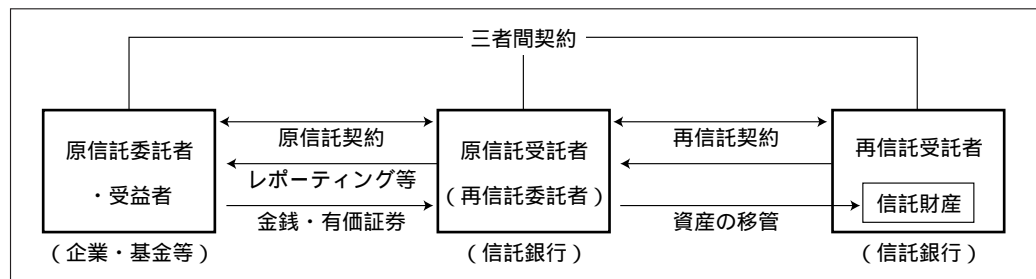 三者間契約
原信託委託者
・受益者
(企業・基金等)
原信託契約
レポーティング等
金銭・有価証券
原信託受託者
(再信託委託者)
(信託銀行)
再信託契約
資産の移管
再信託受託者
信託財産
(信託銀行)